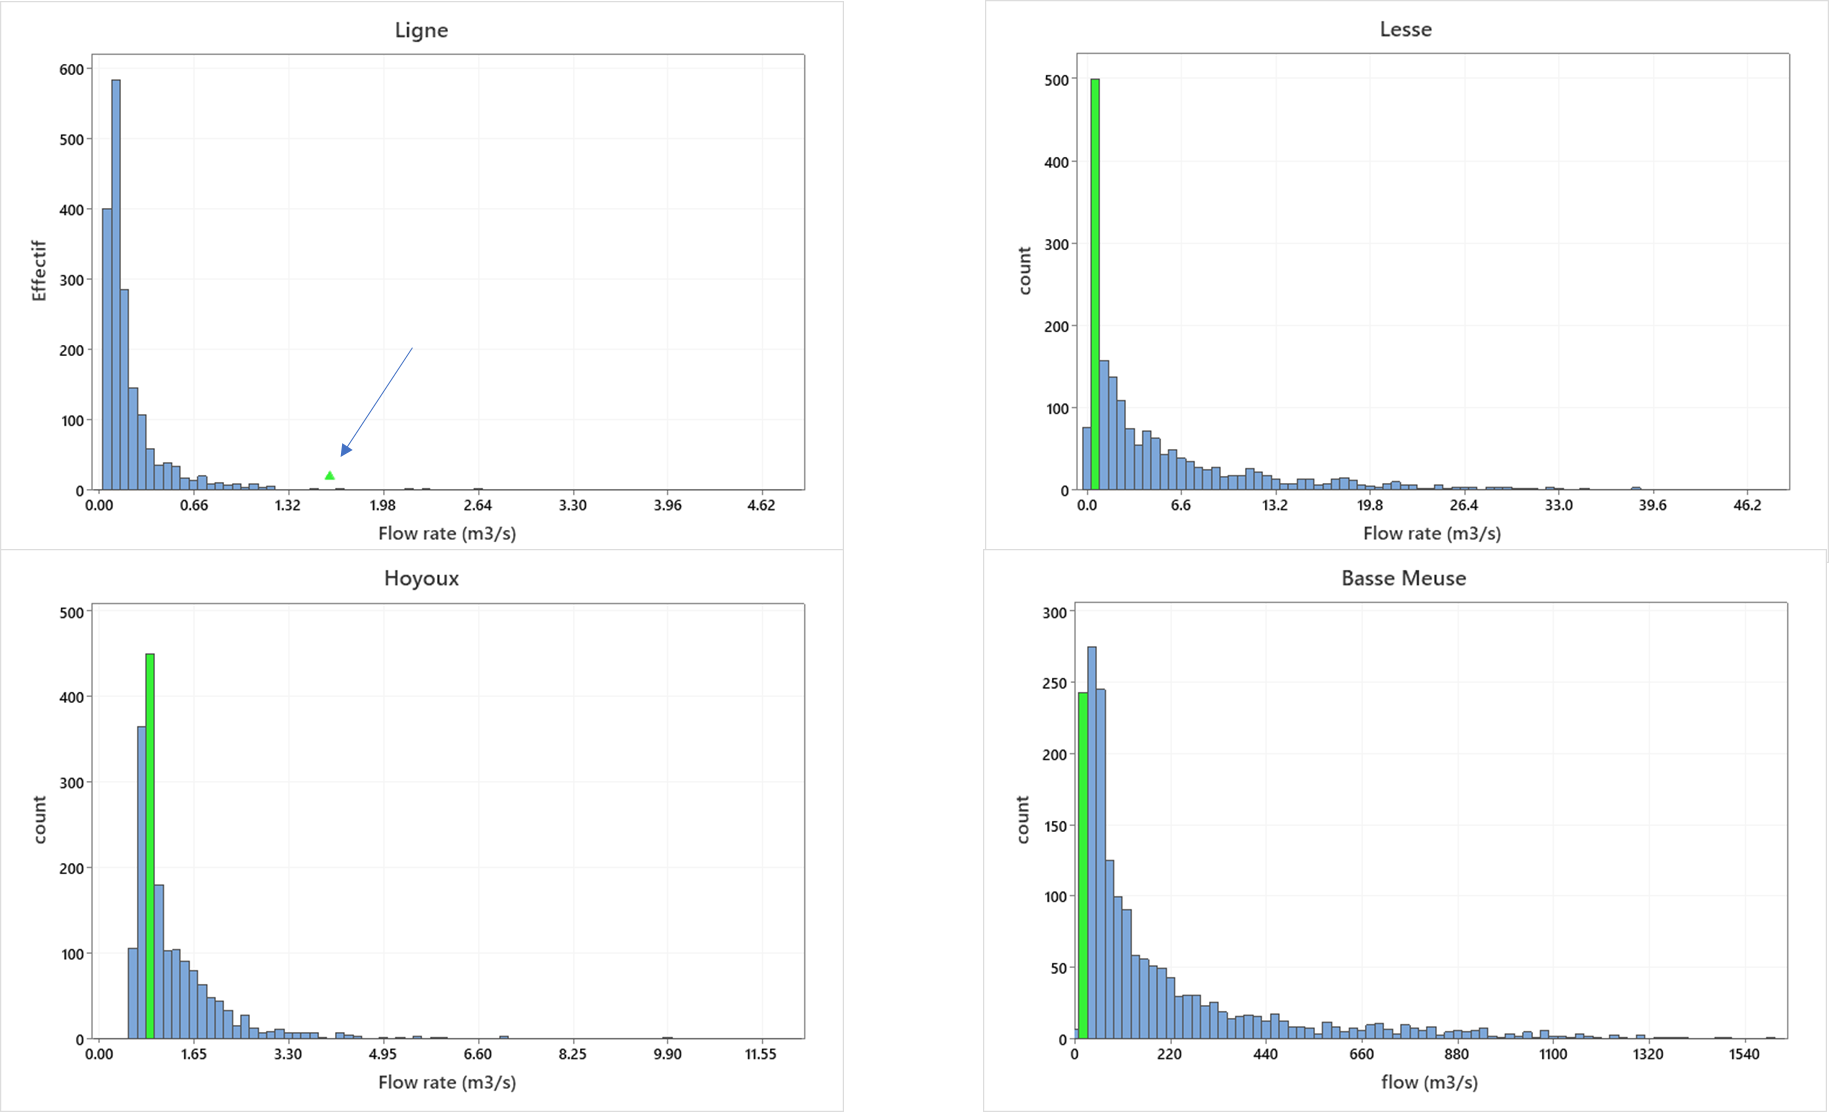 Ligne
600
500
400
300
200
100
0
Effectif
0.00 0.66 1.32 1.98 2.64 3.30 3.96 4.62
Flow rate (m3/s)
Lesse
500
400
300
200
100
0
count
0.0 6.6 13.2 19.8 26.4 33.0 39.6 46.2
Flow rate (m3/s)
Hoyoux
500
400
300
200
100
0
count
0.00 1.65 3.30 4.95 6.60 8.25 9.90 11.55
Flow rate (m3/s)
Basse Meuse
300
250
200
150
100
50
0
count
0 220 440 660 880 1100 1320 1540
flow (m3/s)